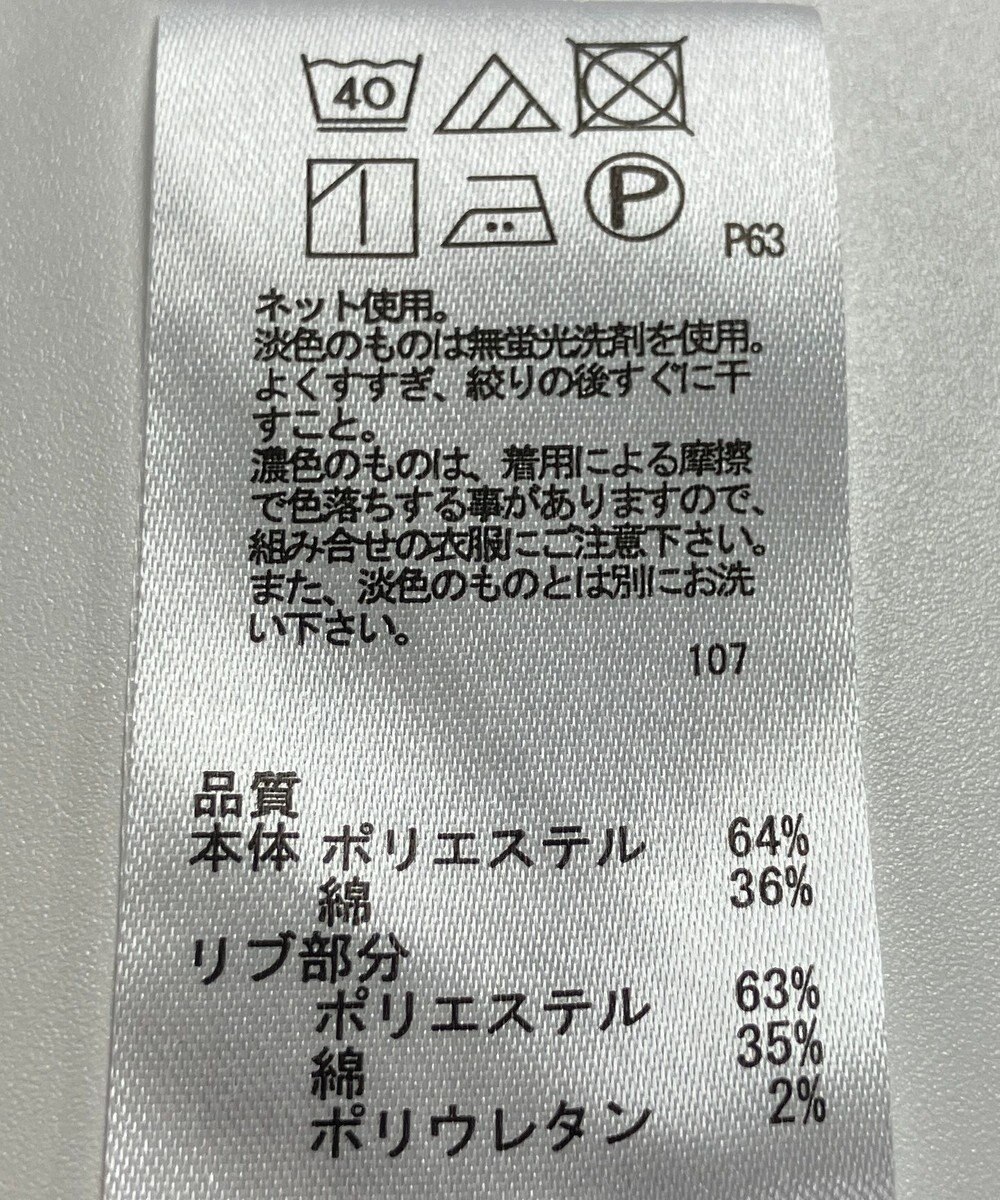 40
P
P63
ネット使用。
淡色のものは無蛍光洗剤を使用。
よくすすぎ、絞りの後すぐに干
すこと。
濃色のものは、着用による摩擦
で色落ちする事がありますので、
組み合せの衣服にご注意下さい。
また、淡色のものとは別にお洗
い下さい。
107
品質
本体 ポリエステル 64%
綿 36%
リブ部分
ポリエステル 63%
綿 35%
ポリウレタン 2%